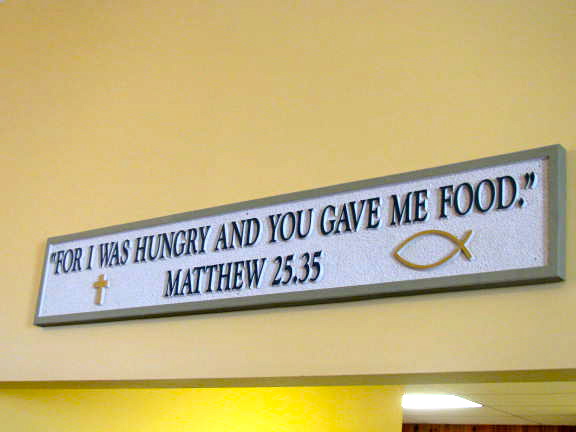 "FOR I WAS HUNGRY AND YOU GAVE ME FOOD."
MATTHEW 25.35